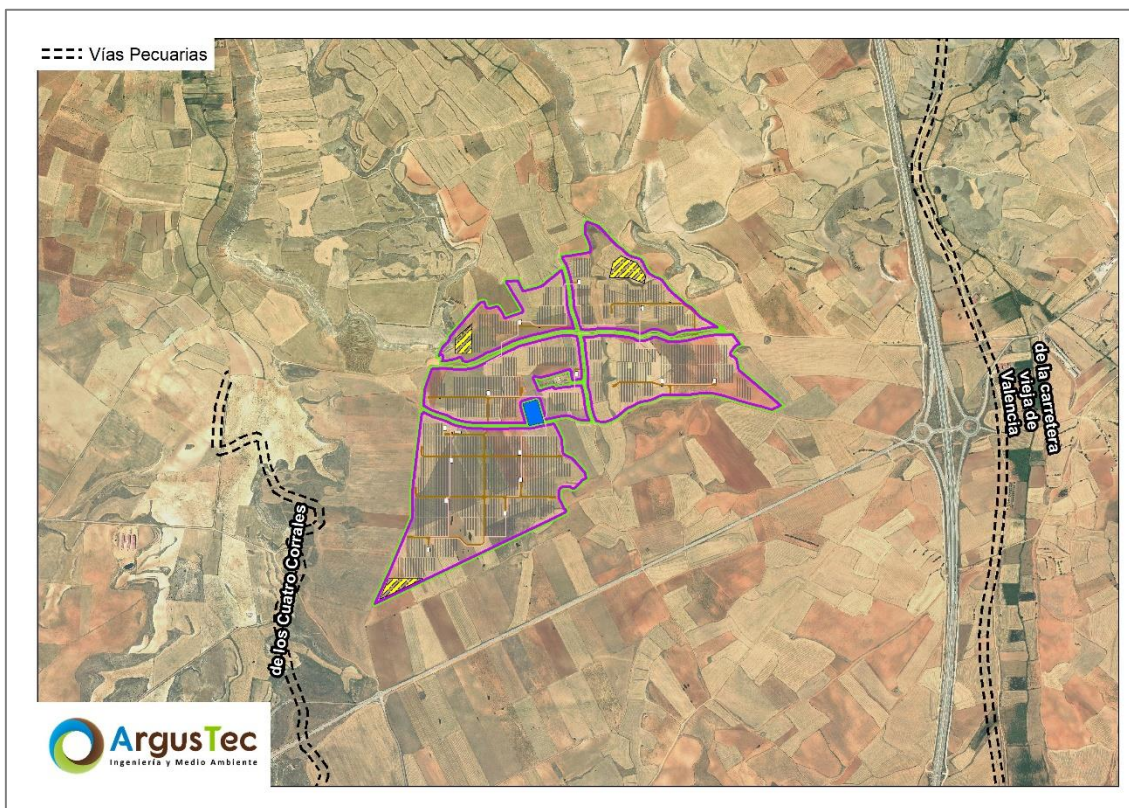 Vías Pecuarias
de la carretera
vieja de
Valencia
de los Cuatro Corrales
ArgusTec
Ingeniería y Medio Ambiente